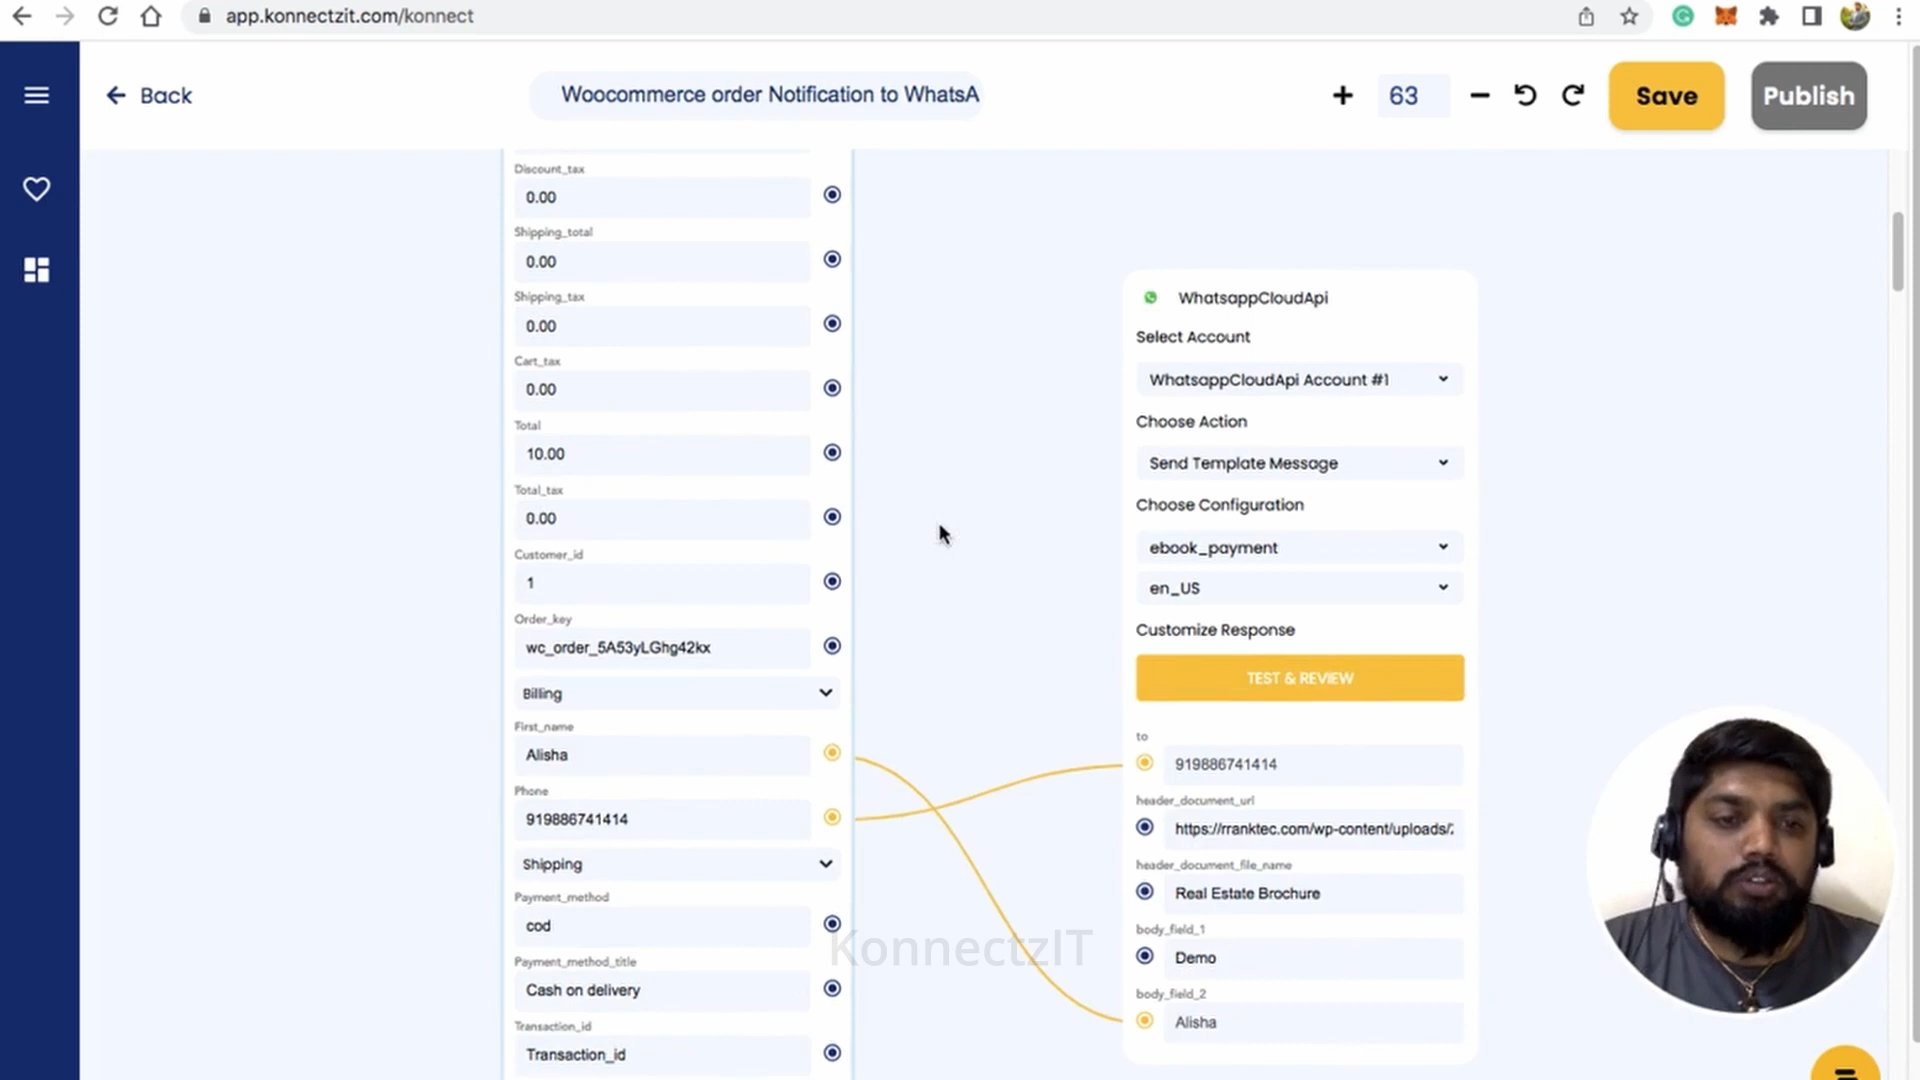 app.konnectzit.com/konnect
Back
Woocommerce order Notification to WhatsA
63
Save
Publish
Discount_tax
0.00
Shipping_total
0.00
Shipping_tax
0.00
Cart_tax
0.00
Total
10.00
Total_tax
0.00
Customer_id
1
Order_key
wc_order_5A53yLGhg42kx
Billing
First_name
Alisha
Phone
919886741414
Shipping
Payment_method
cod
Payment_method_title
Cash on delivery
Transaction_id
Transaction_id
WhatsappCloudApi
Select Account
WhatsappCloudApi Account #1
Choose Action
Send Template Message
Choose Configuration
ebook_payment
en_US
Customize Response
TEST & REVIEW
to
919886741414
header_document_url
https://rranktec.com/wp-content/uploads/
header_document_file_name
Real Estate Brochure
body_field_1
Demo
body_field_2
Alisha
KonnectzIT